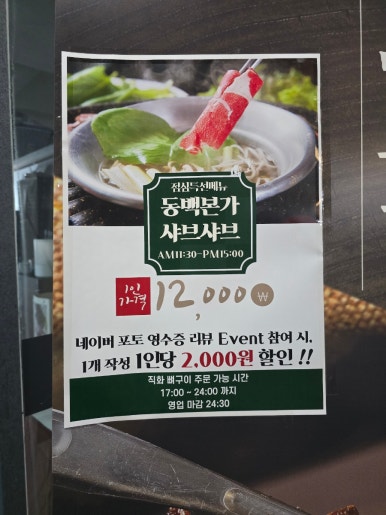 점심특선메뉴
동백본가
샤브샤브
AM11:30-PM15:00
1인
가격
12,000 ₩
네이버 포토 영수증 리뷰 Event 참여 시,
1개 작성 1인당 2,000원 할인 !!
직화 뼈구이 주문 가능 시간
17:00 ~ 24:00 까지
영업 마감 24:30